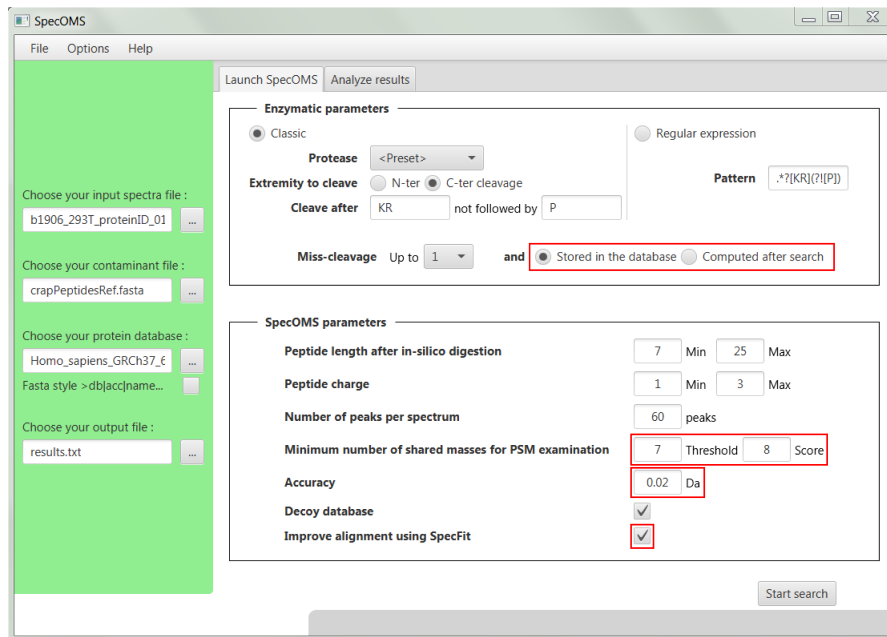 SpecOMS
File Options Help
Launch SpecOMS Analyze results
Choose your input spectra file :
b1906_293T_proteinID_01 ...
Choose your contaminant file :
crapPeptidesRef.fasta ...
Choose your protein database :
Homo_sapiens_GRCh37_6 ...
Fasta style >db|acc|name...
Choose your output file :
results.txt ...
Enzymatic parameters
Classic
Protease <Preset>
Extremity to cleave N-ter C-ter cleavage
Cleave after KR not followed by P
Regular expression
Pattern .*?[KR](?![P])
Miss-cleavage Up to 1 and Stored in the database Computed after search
SpecOMS parameters
Peptide length after in-silico digestion 7 Min 25 Max
Peptide charge 1 Min 3 Max
Number of peaks per spectrum 60 peaks
Minimum number of shared masses for PSM examination 7 Threshold 8 Score
Accuracy 0.02 Da
Decoy database
Improve alignment using SpecFit
Start search